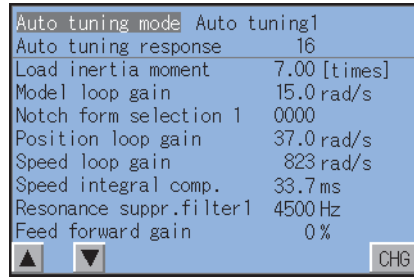 Auto tuning mode Auto tuning1
Auto tuning response 16
Load inertia moment 7.00 [times]
Model loop gain 15.0 rad/s
Notch form selection 1 0000
Position loop gain 37.0 rad/s
Speed loop gain 823 rad/s
Speed integral comp. 33.7 ms
Resonance suppr.filter1 4500 Hz
Feed forward gain 0 %
▲ ▼ CHG